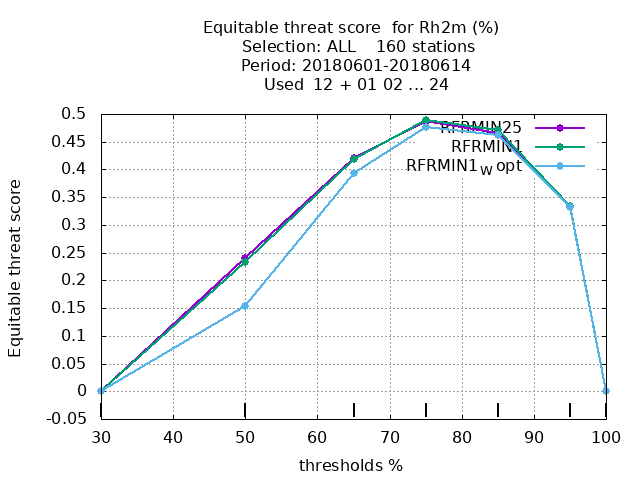 Equitable threat score  for Rh2m (%)
Selection: ALL    160 stations
Period: 20180601-20180614
Used  12 + 01 02 ... 24
0.5
0.45
0.4
0.35
0.3
0.25
0.2
0.15
0.1
0.05
0
-0.05
Equitable threat score
RFRMIN25
RFRMIN1
RFRMIN1W opt
30 40 50 60 70 80 90 100
thresholds %